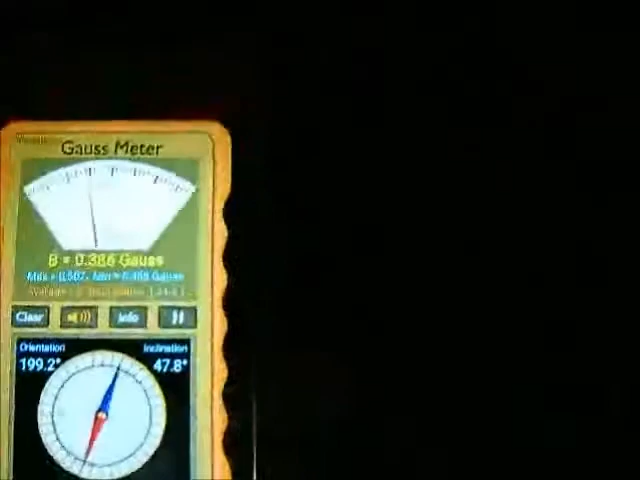 Gauss Meter
B = 0.386 Gauss
Clear
Info
Orientation
Inclination
199.2°
47.8°